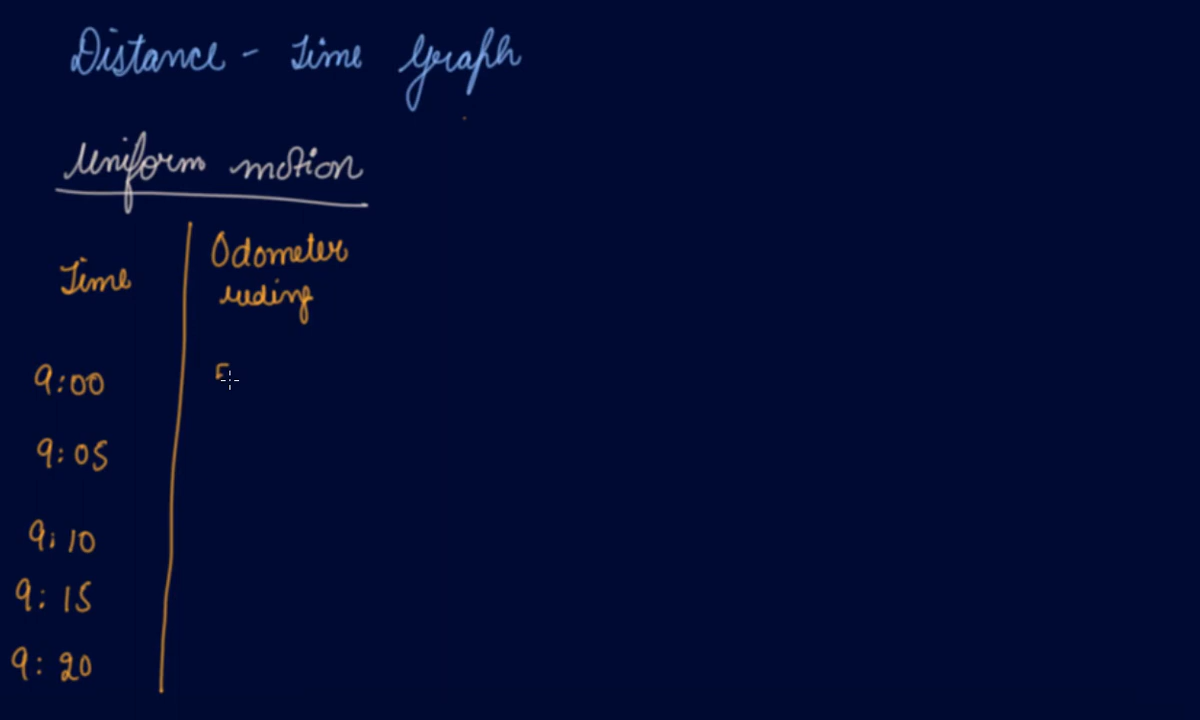 Distance - Time Graph
Uniform motion
Time
Odometer
reading
9:00
9:05
9:10
9:15
9:20